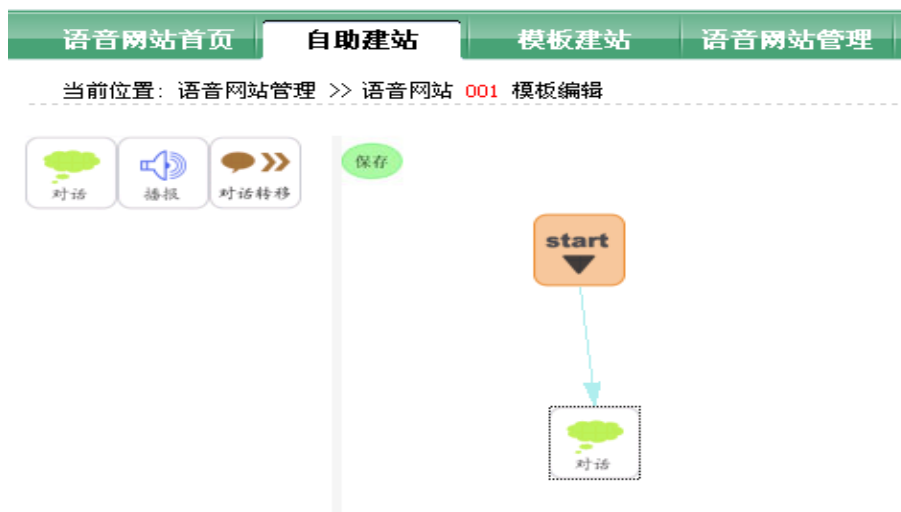 语音网站首页 自助建站 模板建站 语音网站管理
当前位置：语音网站管理 >> 语音网站 001 模板编辑
对话 播报 对话转移 保存
start
对话